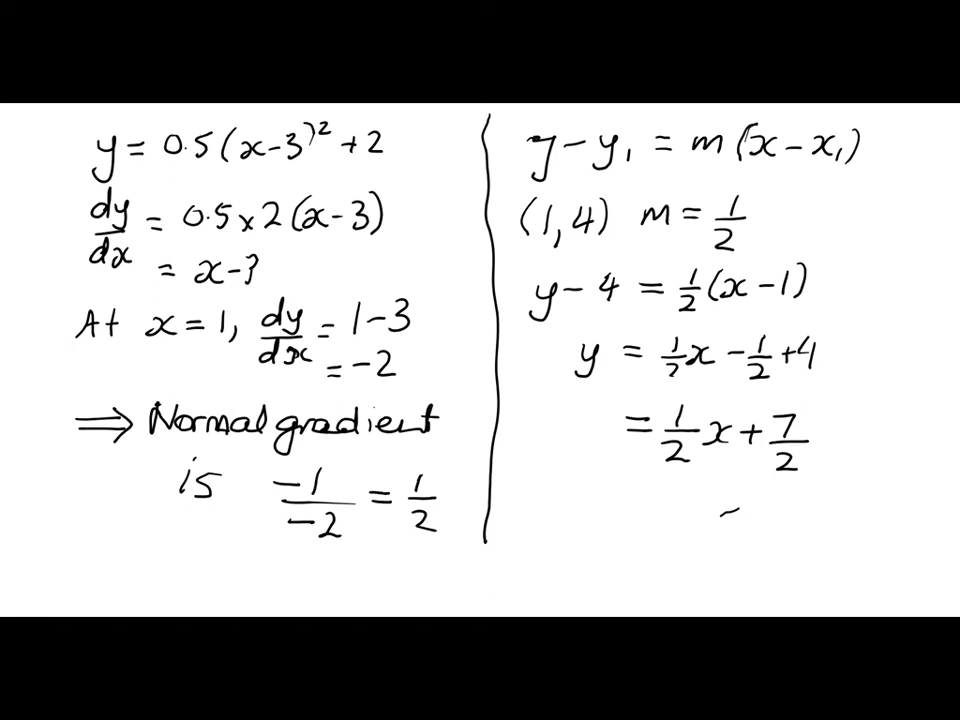 y = 0.5(x-3)² + 2
dy/dx = 0.5 × 2(x-3)
= x-3
At x = 1, dy/dx = 1-3
= -2
⟹ Normal gradient
is -1/-2 = 1/2
y - y₁ = m(x - x₁)
(1,4) m = 1/2
y - 4 = 1/2(x - 1)
y = 1/2x - 1/2 + 4
= 1/2x + 7/2